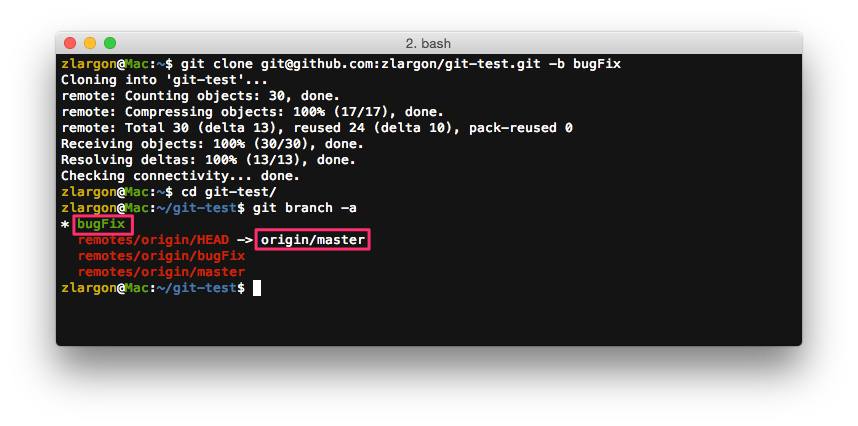 2. bash
zlargon@Mac:~$ git clone git@github.com:zlargon/git-test.git -b bugFix
Cloning into 'git-test'...
remote: Counting objects: 30, done.
remote: Compressing objects: 100% (17/17), done.
remote: Total 30 (delta 13), reused 24 (delta 10), pack-reused 0
Receiving objects: 100% (30/30), done.
Resolving deltas: 100% (13/13), done.
Checking connectivity... done.
zlargon@Mac:~$ cd git-test/
zlargon@Mac:~/git-test$ git branch -a
* bugFix
  remotes/origin/HEAD -> origin/master
  remotes/origin/bugFix
  remotes/origin/master
zlargon@Mac:~/git-test$